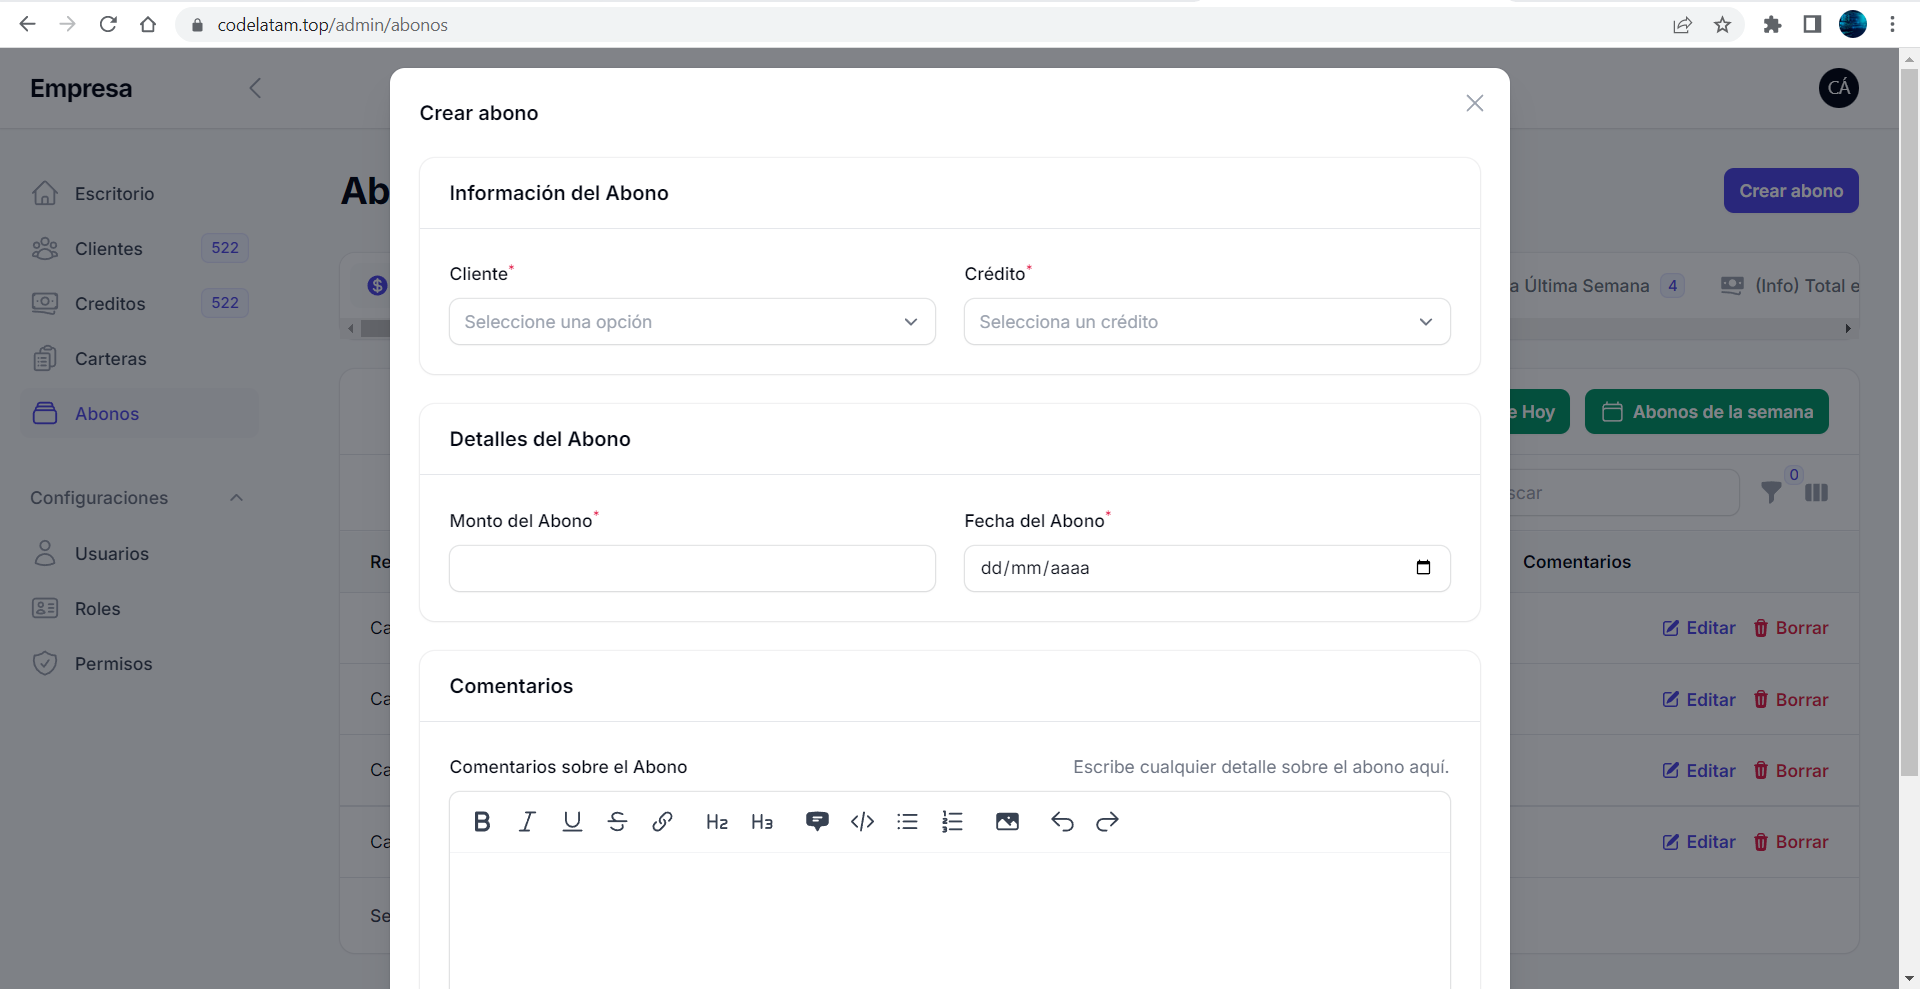 codelatam.top/admin/abonos
Empresa
CÁ
Crear abono
Escritorio
Clientes 522
Creditos 522
Carteras
Abonos
Configuraciones
Usuarios
Roles
Permisos
Ab
Crear abono
a Última Semana 4 (Info) Total e
e Hoy Abonos de la semana
scar 0
Re Comentarios
Ca Editar Borrar
Ca Editar Borrar
Ca Editar Borrar
Ca Editar Borrar
Se
Información del Abono
Cliente* Crédito*
Seleccione una opción Selecciona un crédito
Detalles del Abono
Monto del Abono* Fecha del Abono*
dd/mm/aaaa
Comentarios
Comentarios sobre el Abono Escribe cualquier detalle sobre el abono aquí.
B I U S H2 H3